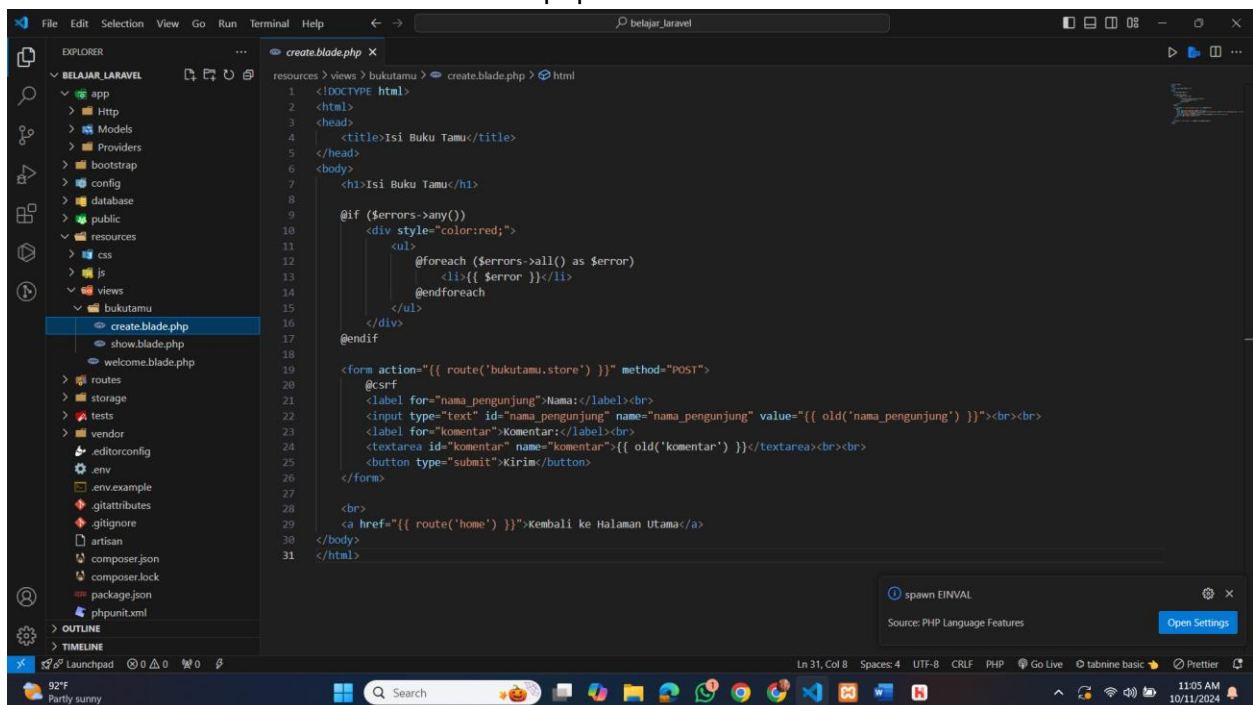 File Edit Selection View Go Run Terminal Help
belajar_laravel
EXPLORER
create.blade.php
BELAJAR_LARAVEL
app
Http
Models
Providers
bootstrap
config
database
public
resources
css
js
views
bukutamu
create.blade.php
show.blade.php
welcome.blade.php
routes
storage
tests
vendor
.editorconfig
.env
.env.example
.gitattributes
.gitignore
artisan
composer.json
composer.lock
package.json
phpunit.xml
OUTLINE
TIMELINE
resources > views > bukutamu > create.blade.php > html
1 <!DOCTYPE html>
2 <html>
3 <head>
4 <title>Isi Buku Tamu</title>
5 </head>
6 <body>
7 <h1>Isi Buku Tamu</h1>
8
9 @if ($errors->any())
10 <div style="color:red;">
11 <ul>
12 @foreach ($errors->all() as $error)
13 <li>{{ $error }}</li>
14 @endforeach
15 </ul>
16 </div>
17 @endif
18
19 <form action="{{ route('bukutamu.store') }}" method="POST">
20 @csrf
21 <label for="nama_pengunjung">Nama:</label><br>
22 <input type="text" id="nama_pengunjung" name="nama_pengunjung" value="{{ old('nama_pengunjung') }}"><br><br>
23 <label for="komentar">Komentar:</label><br>
24 <textarea id="komentar" name="komentar">{{ old('komentar') }}</textarea><br><br>
25 <button type="submit">Kirim</button>
26 </form>
27
28 <br>
29 <a href="{{ route('home') }}">Kembali ke Halaman Utama</a>
30 </body>
31 </html>
spawn EINVAL
Source: PHP Language Features
Open Settings
Launchpad 0 0 0
Ln 31, Col 8 Spaces: 4 UTF-8 CRLF PHP Go Live tabnine basic Prettier
92°F
Partly sunny
Search
11:05 AM
10/11/2024